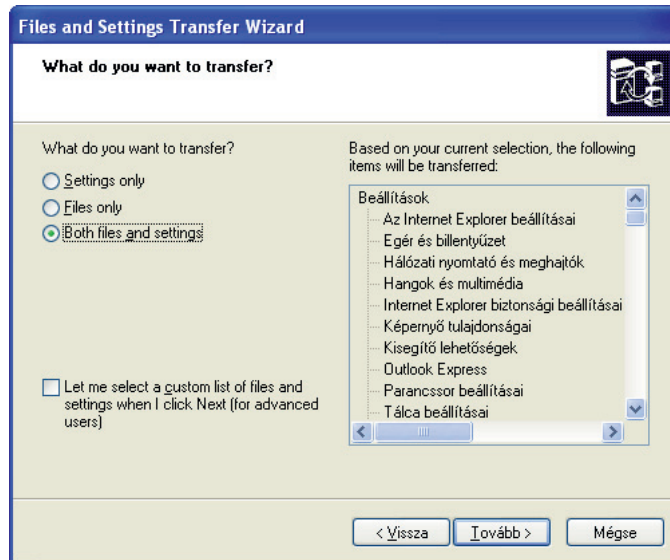 Files and Settings Transfer Wizard
What do you want to transfer?
What do you want to transfer?
Settings only
Files only
Both files and settings
Let me select a custom list of files and
settings when I click Next (for advanced
users)
Based on your current selection, the following
items will be transferred:
Beállítások
Az Internet Explorer beállításai
Egér és billentyűzet
Hálózati nyomtató és meghajtók
Hangok és multimédia
Internet Explorer biztonsági beállításai
Képernyő tulajdonságai
Kisegítő lehetőségek
Outlook Express
Parancssor beállításai
Tálca beállításai
< Vissza
Tovább >
Mégse